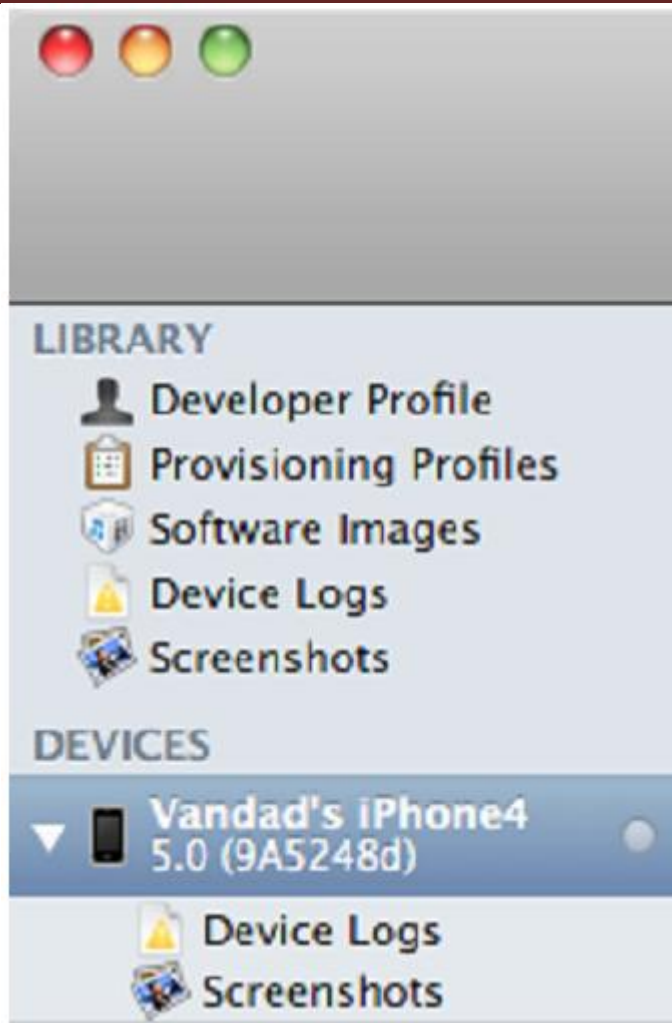 LIBRARY
Developer Profile
Provisioning Profiles
Software Images
Device Logs
Screenshots
DEVICES
Vandad's iPhone4
5.0 (9A5248d)
Device Logs
Screenshots